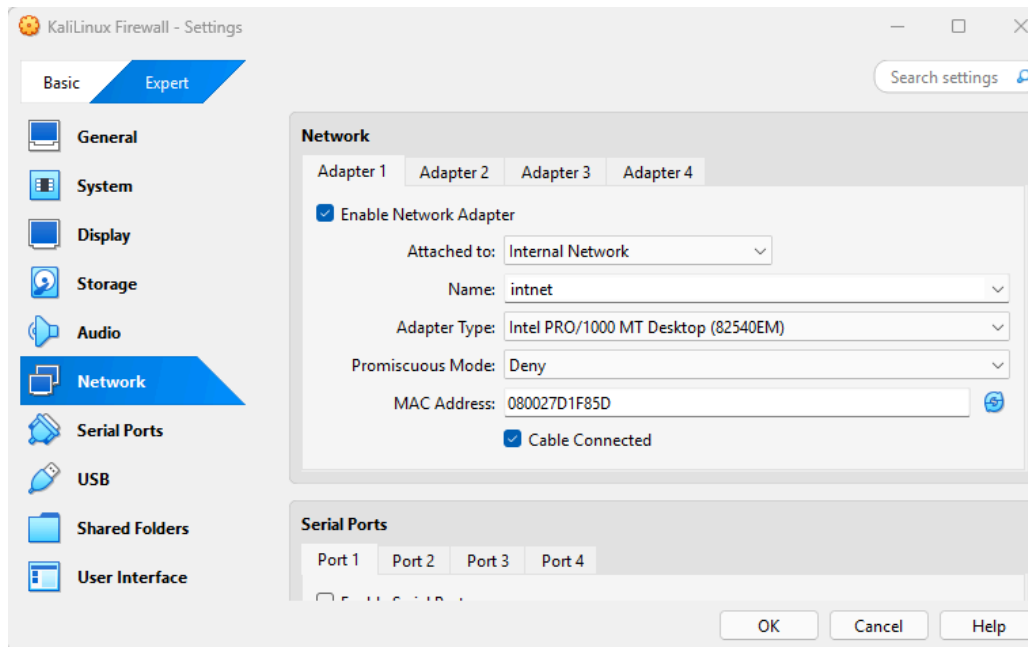 KaliLinux Firewall - Settings
Basic
Expert
Search settings
General
System
Display
Storage
Audio
Network
Serial Ports
USB
Shared Folders
User Interface
Network
Adapter 1
Adapter 2
Adapter 3
Adapter 4
Enable Network Adapter
Attached to: Internal Network
Name: intnet
Adapter Type: Intel PRO/1000 MT Desktop (82540EM)
Promiscuous Mode: Deny
MAC Address: 080027D1F85D
Cable Connected
Serial Ports
Port 1
Port 2
Port 3
Port 4
OK
Cancel
Help